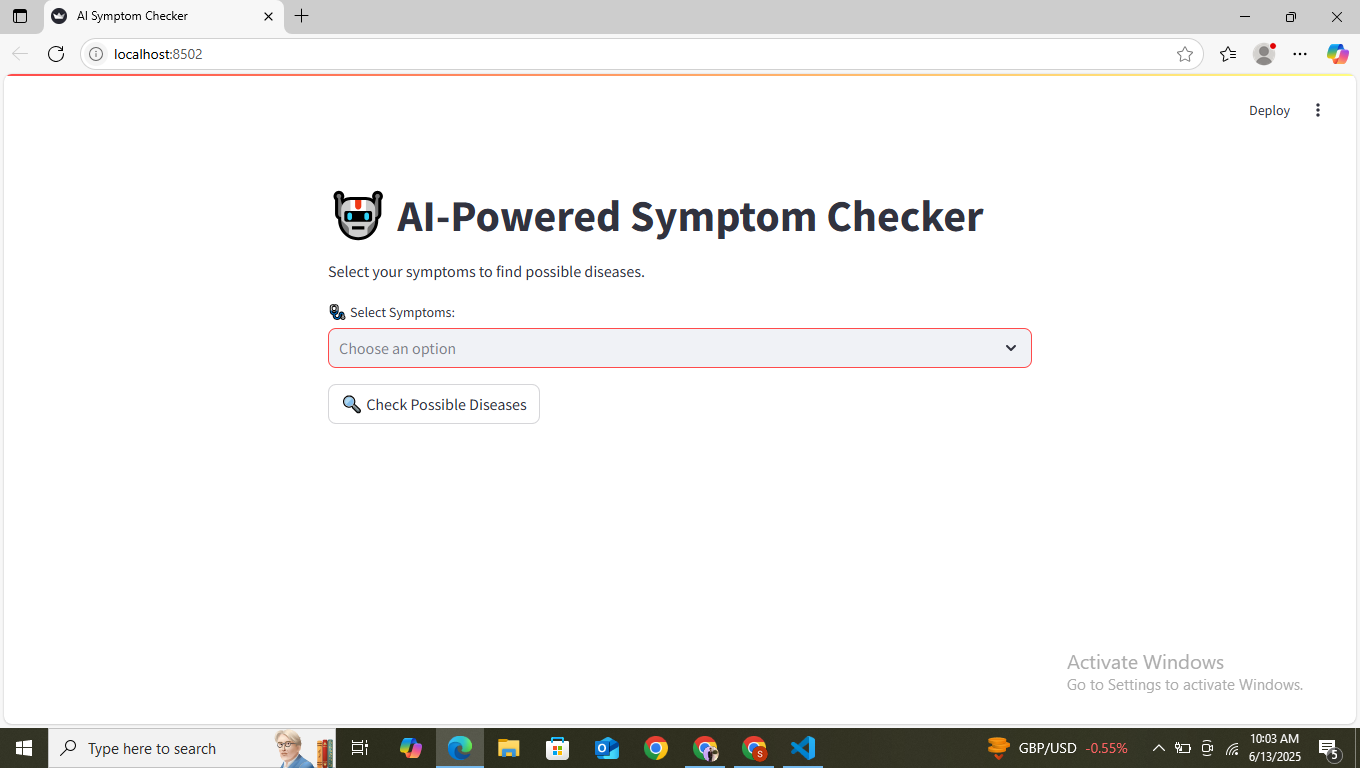 AI Symptom Checker
localhost:8502
Deploy
AI-Powered Symptom Checker
Select your symptoms to find possible diseases.
Select Symptoms:
Choose an option
Check Possible Diseases
Activate Windows
Go to Settings to activate Windows.
Type here to search
S
GBP/USD -0.55%
10:03 AM
6/13/2025
5